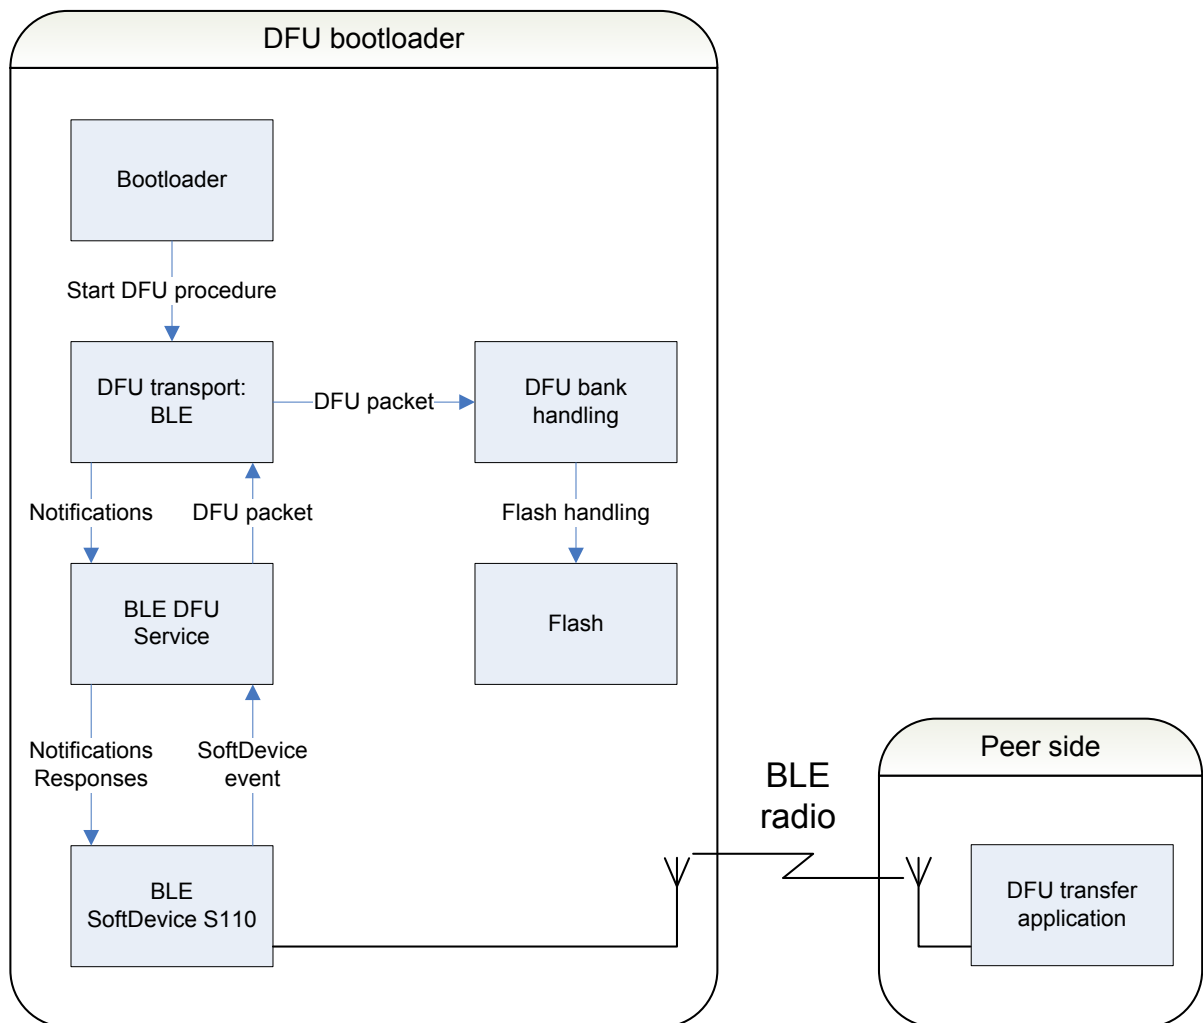 DFU bootloader
Bootloader
Start DFU procedure
DFU transport:
BLE
DFU packet
DFU bank
handling
Notifications
DFU packet
Flash handling
BLE DFU
Service
Flash
Notifications
Responses
SoftDevice
event
BLE
SoftDevice S110
BLE
radio
Peer side
DFU transfer
application